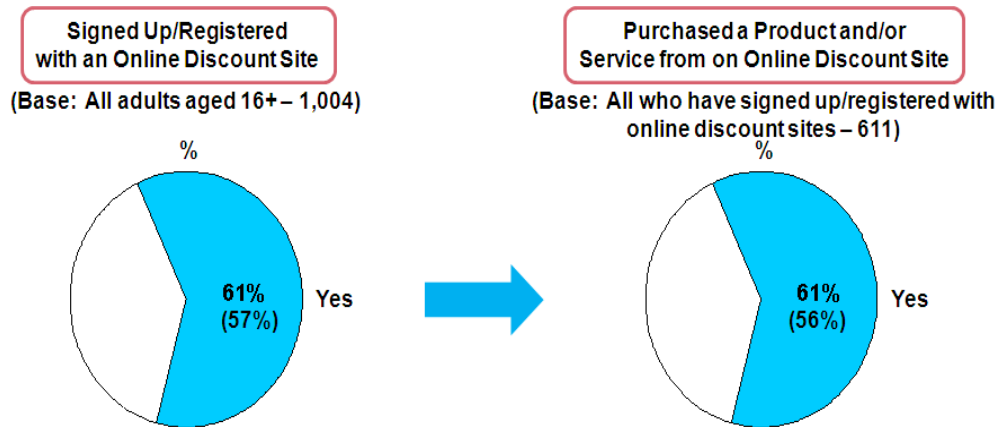 Signed Up/Registered
with an Online Discount Site
(Base: All adults aged 16+ – 1,004)
%
61%
(57%)
Yes
Purchased a Product and/or
Service from on Online Discount Site
(Base: All who have signed up/registered with
online discount sites – 611)
%
61%
(56%)
Yes